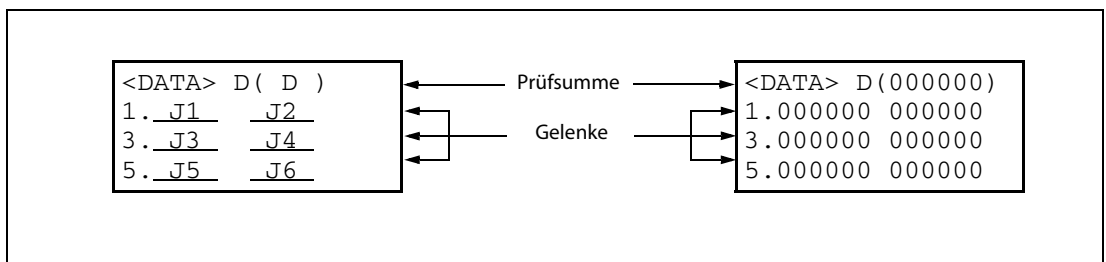 <DATA> D( D )
1. J1 J2
3. J3 J4
5. J5 J6
Prüfsumme
Gelenke
<DATA> D(000000)
1.000000 000000
3.000000 000000
5.000000 000000